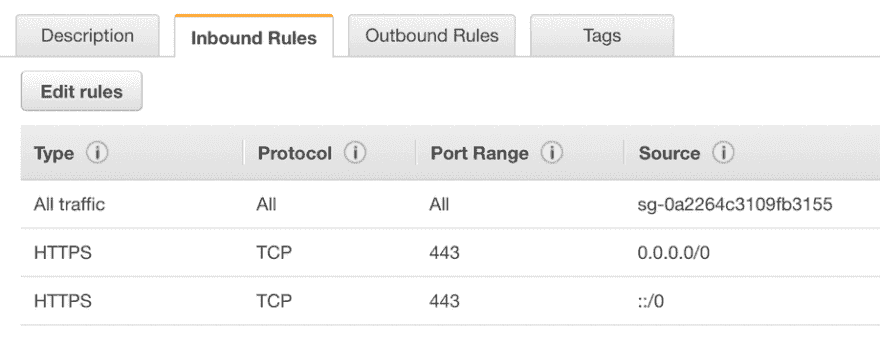 Description Inbound Rules Outbound Rules Tags
Edit rules
Type i Protocol i Port Range i Source i
All traffic All All sg-0a2264c3109fb3155
HTTPS TCP 443 0.0.0.0/0
HTTPS TCP 443 ::/0